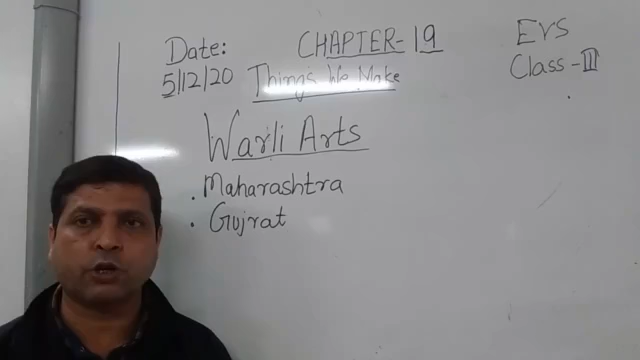 Date:
5/12/20
CHAPTER-19
Things We Make
EVS
Class-III
Warli Arts
. Maharashtra
. Gujrat